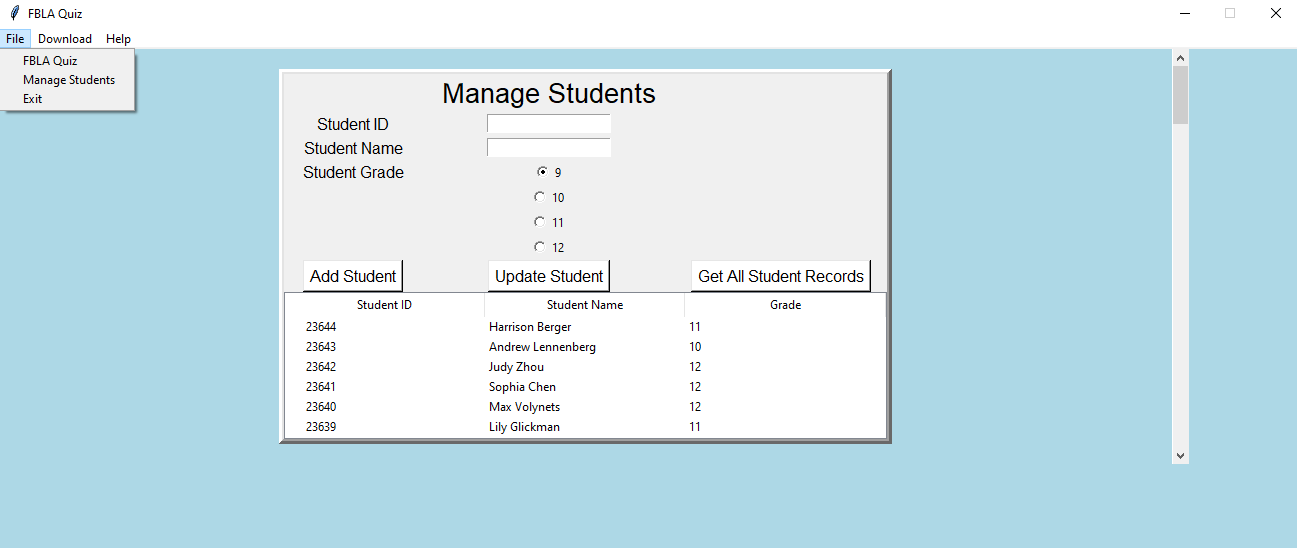 FBLA Quiz
File Download Help
FBLA Quiz
Manage Students
Exit
Manage Students
Student ID
Student Name
Student Grade
9
10
11
12
Add Student Update Student Get All Student Records
Student ID Student Name Grade
23644 Harrison Berger 11
23643 Andrew Lennenberg 10
23642 Judy Zhou 12
23641 Sophia Chen 12
23640 Max Volynets 12
23639 Lily Glickman 11